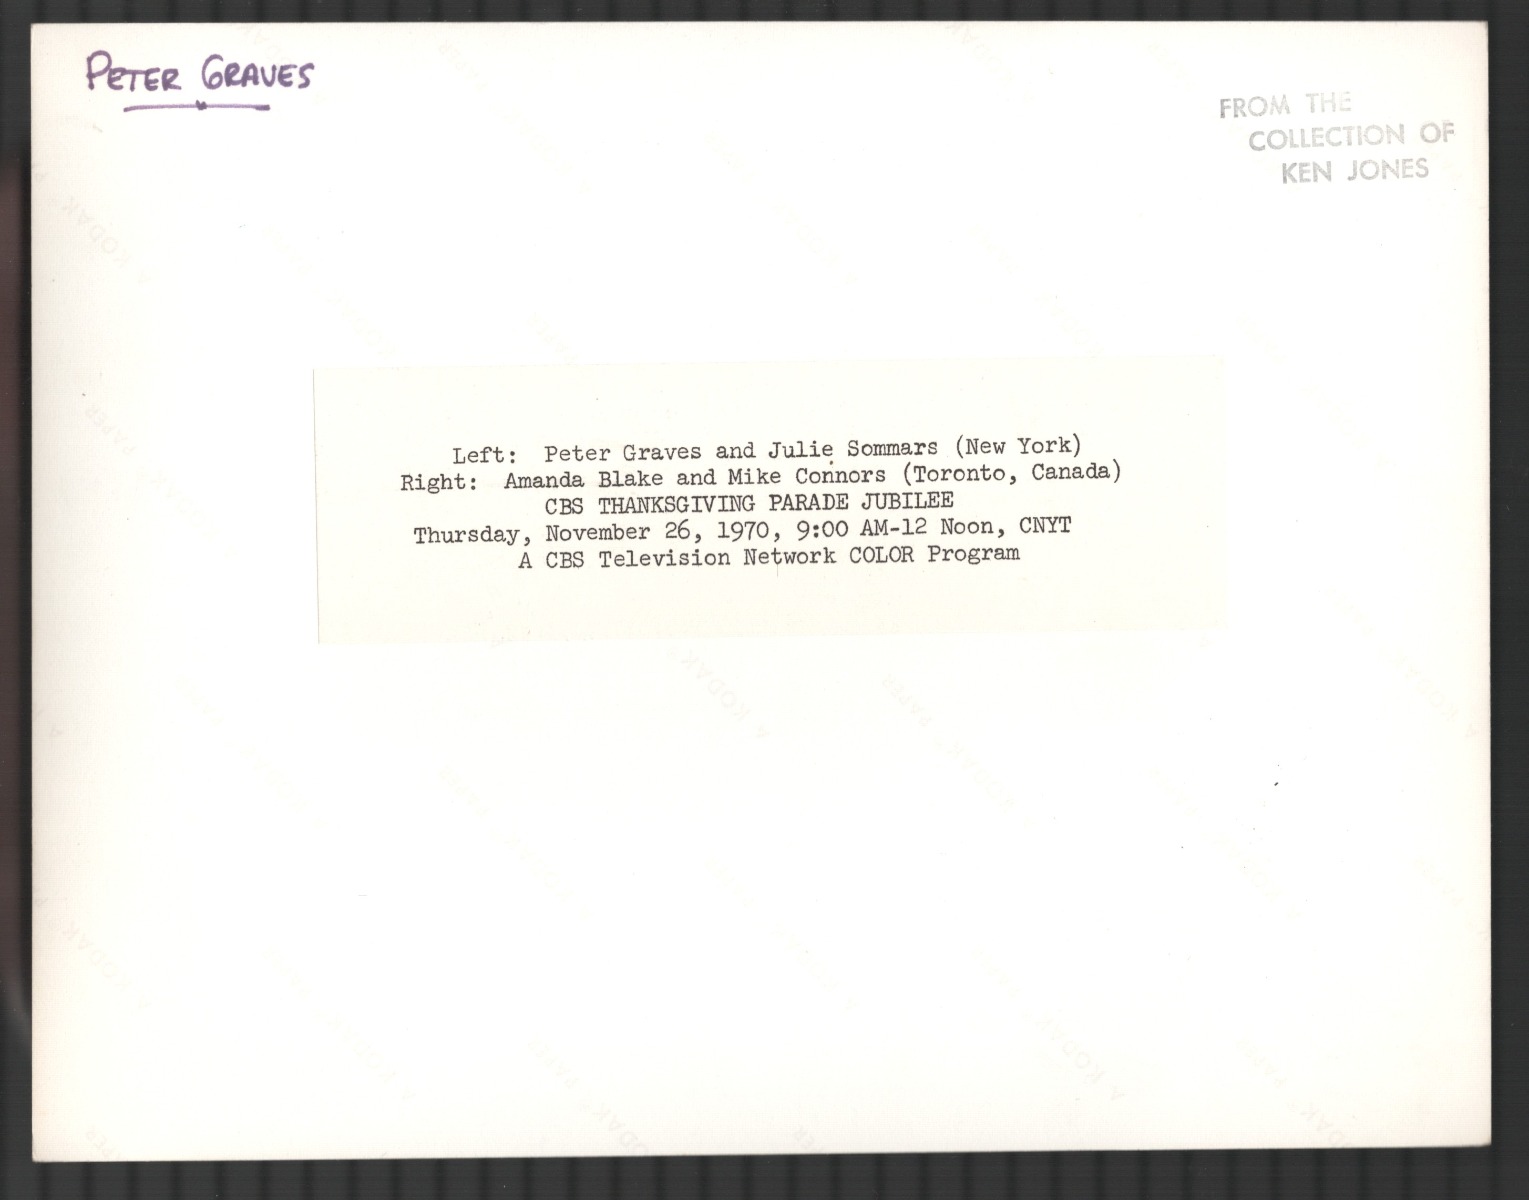 PETER GRAVES
FROM THE
COLLECTION OF
KEN JONES
Left: Peter Graves and Julie Sommars (New York)
Right: Amanda Blake and Mike Connors (Toronto, Canada)
CBS THANKSGIVING PARADE JUBILEE
Thursday, November 26, 1970, 9:00 AM-12 Noon, CNYT
A CBS Television Network COLOR Program